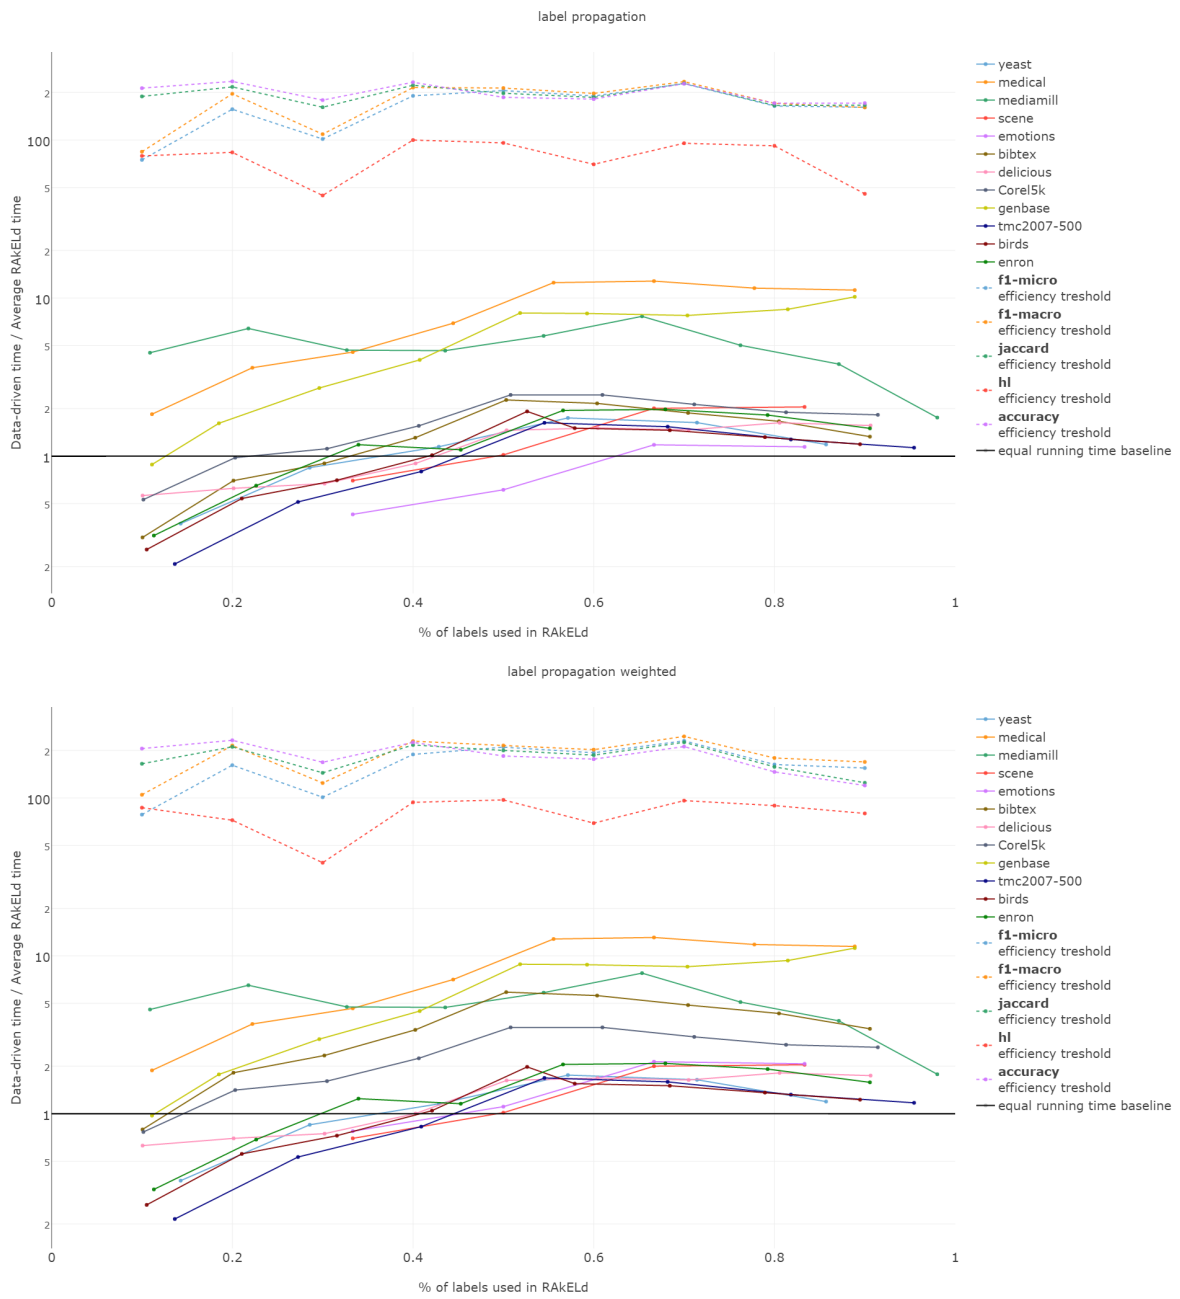 label propagation
Data-driven time / Average RAkELd time
2
100
5
2
10
5
2
1
5
2
0
0.2
0.4
0.6
0.8
1
% of labels used in RAkELd
yeast
medical
mediamill
scene
emotions
bibtex
delicious
Corel5k
genbase
tmc2007-500
birds
enron
f1-micro
efficiency treshold
f1-macro
efficiency treshold
jaccard
efficiency treshold
hl
efficiency treshold
accuracy
efficiency treshold
equal running time baseline
label propagation weighted
Data-driven time / Average RAkELd time
2
100
5
2
10
5
2
1
5
2
0
0.2
0.4
0.6
0.8
1
% of labels used in RAkELd
yeast
medical
mediamill
scene
emotions
bibtex
delicious
Corel5k
genbase
tmc2007-500
birds
enron
f1-micro
efficiency treshold
f1-macro
efficiency treshold
jaccard
efficiency treshold
hl
efficiency treshold
accuracy
efficiency treshold
equal running time baseline